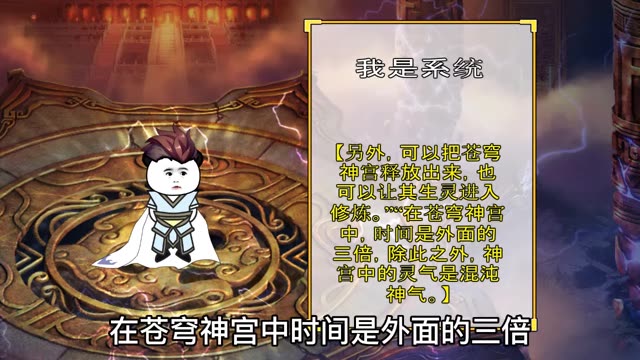 我是系统
【另外，可以把苍穹
神宫释放出来，也
可以让其生灵进入
修炼。""在苍穹神宫
中，时间是外面的
三倍，除此之外，神
宫中的灵气是混沌
神气。】
在苍穹神宫中时间是外面的三倍